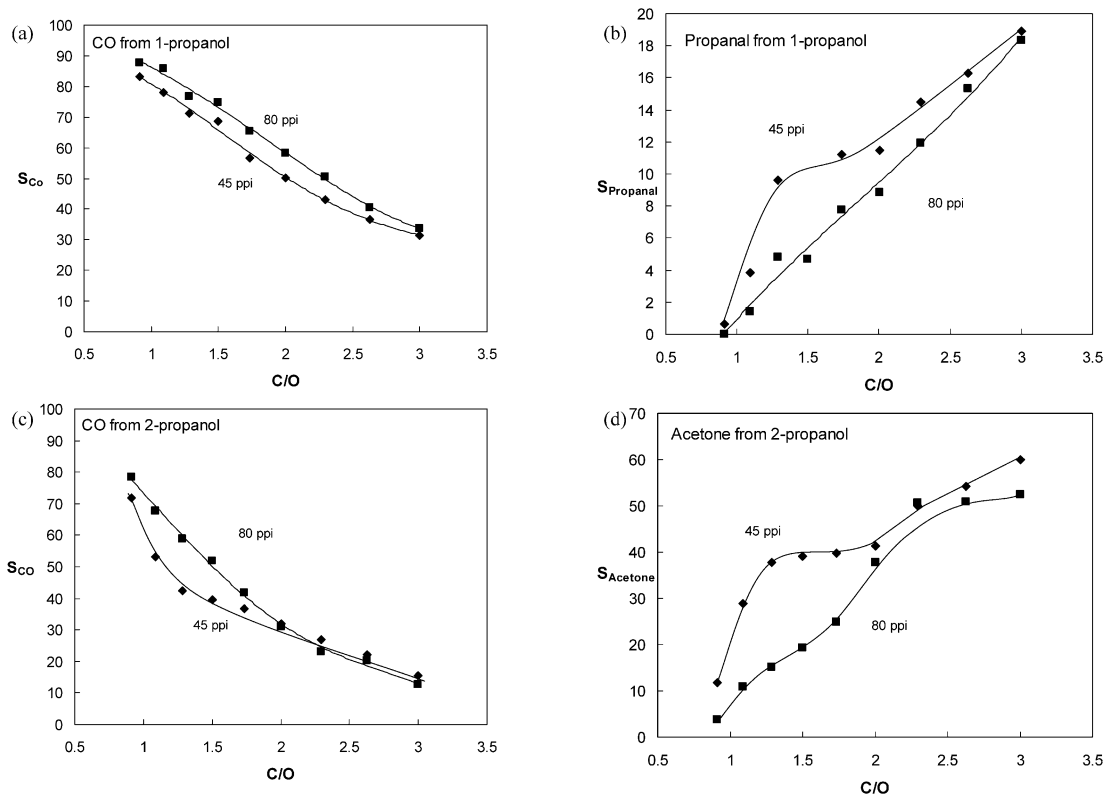 (a)
CO from 1-propanol
100
90
80
70
60
50
40
30
20
10
0
S_Co
80 ppi
45 ppi
0.5 1 1.5 2 2.5 3 3.5
C/O
(b)
Propanal from 1-propanol
20
18
16
14
12
10
8
6
4
2
0
S_Propanal
45 ppi
80 ppi
0.5 1 1.5 2 2.5 3 3.5
C/O
(c)
CO from 2-propanol
100
90
80
70
60
50
40
30
20
10
0
S_CO
80 ppi
45 ppi
0.5 1 1.5 2 2.5 3 3.5
C/O
(d)
Acetone from 2-propanol
70
60
50
40
30
20
10
0
S_Acetone
45 ppi
80 ppi
0.5 1 1.5 2 2.5 3 3.5
C/O